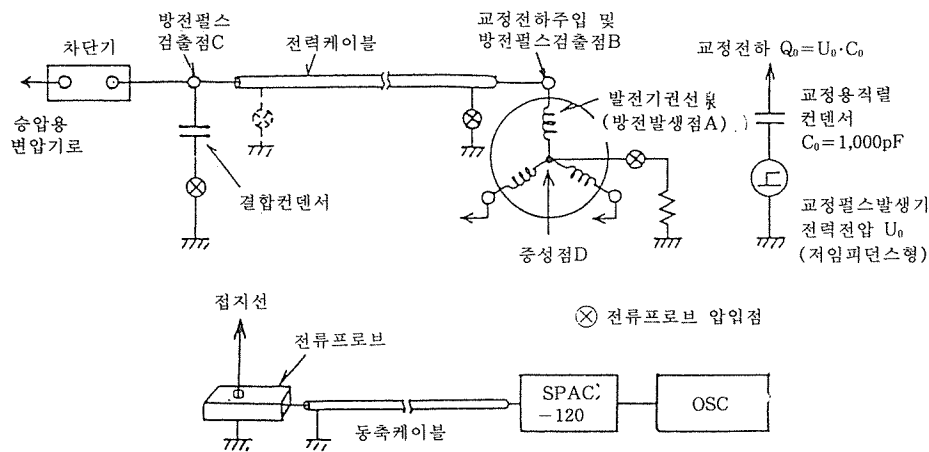 차단기
방전펄스
검출점C
전력케이블
교정전하주입 및
방전펄스검출점B
교정전하 Q₀=U₀·C₀
승압용
변압기로
결합컨덴서
발전기권선
(방전발생점A)
중성점D
교정용직렬
컨덴서
C₀=1,000pF
교정펄스발생기
전력전압 U₀
(저임피던스형)
접지선
전류프로브
동축케이블
⊗ 전류프로브 압입점
SPAC
-120
OSC